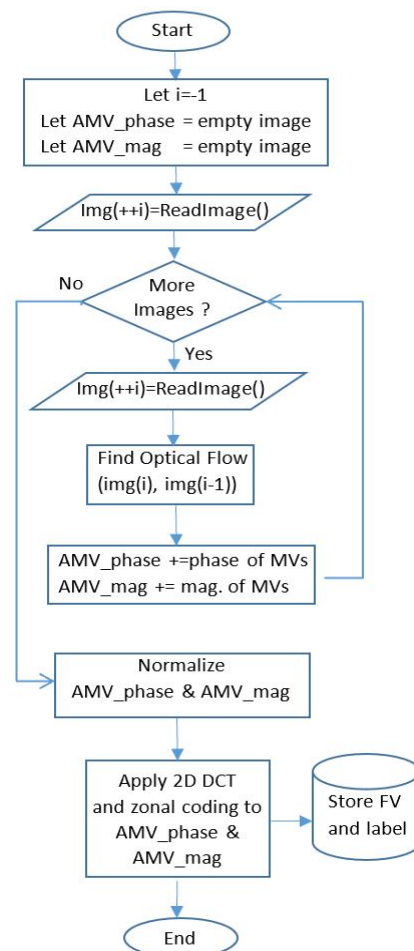 Start
Let i=-1
Let AMV_phase = empty image
Let AMV_mag = empty image
Img(++i)=ReadImage()
No
More
Images ?
Yes
Img(++i)=ReadImage()
Find Optical Flow
(img(i), img(i-1))
AMV_phase +=phase of MVs
AMV_mag += mag. of MVs
Normalize
AMV_phase & AMV_mag
Apply 2D DCT
and zonal coding to
AMV_phase &
AMV_mag
Store FV
and label
End